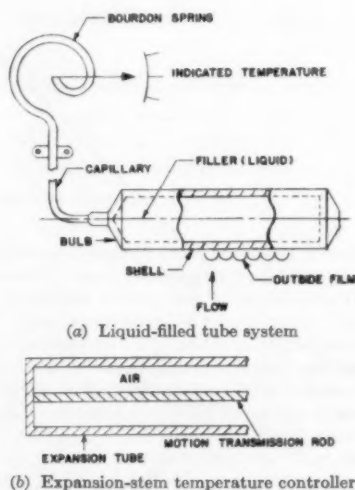 BOURDON SPRING
INDICATED TEMPERATURE
CAPILLARY
FILLER (LIQUID)
BULB
SHELL
OUTSIDE FILM
FLOW
(a) Liquid-filled tube system
AIR
MOTION TRANSMISSION ROD
EXPANSION TUBE
(b) Expansion-stem temperature controller